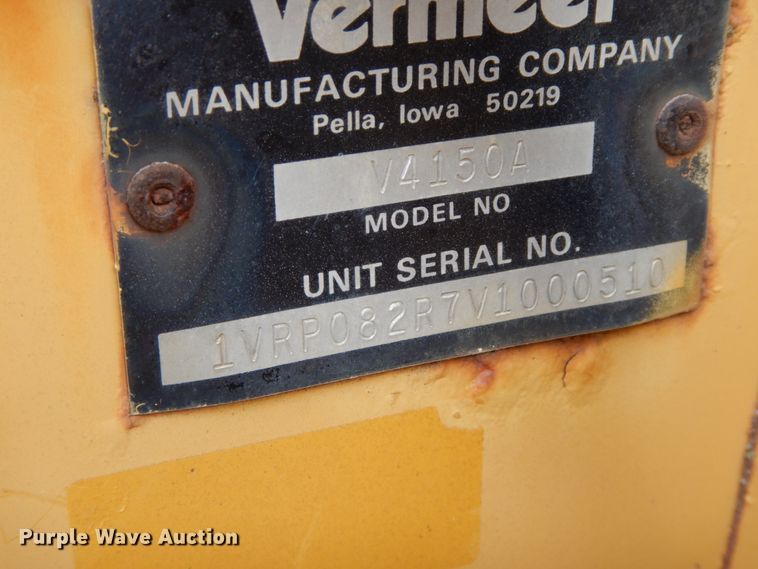 Vermeer
MANUFACTURING COMPANY
Pella, Iowa 50219
V4150A
MODEL NO
UNIT SERIAL NO.
1VRP082R7V1000510
Purple Wave Auction